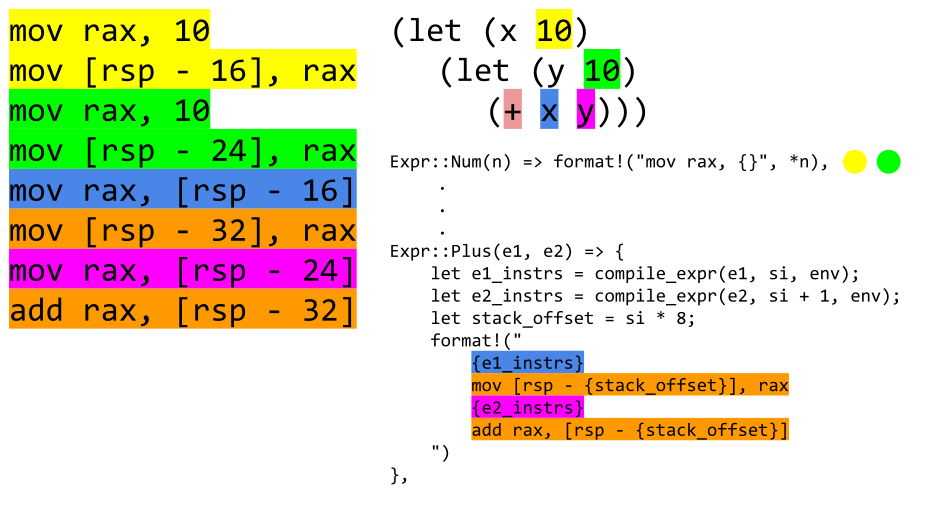 mov rax, 10
mov [rsp - 16], rax
mov rax, 10
mov [rsp - 24], rax
mov rax, [rsp - 16]
mov [rsp - 32], rax
mov rax, [rsp - 24]
add rax, [rsp - 32]
(let (x 10)
(let (y 10)
(+ x y)))
Expr::Num(n) => format!("mov rax, {}", *n),
.
.
.
Expr::Plus(e1, e2) => {
let e1_instrs = compile_expr(e1, si, env);
let e2_instrs = compile_expr(e2, si + 1, env);
let stack_offset = si * 8;
format!("
{e1_instrs}
mov [rsp - {stack_offset}], rax
{e2_instrs}
add rax, [rsp - {stack_offset}]
")
},